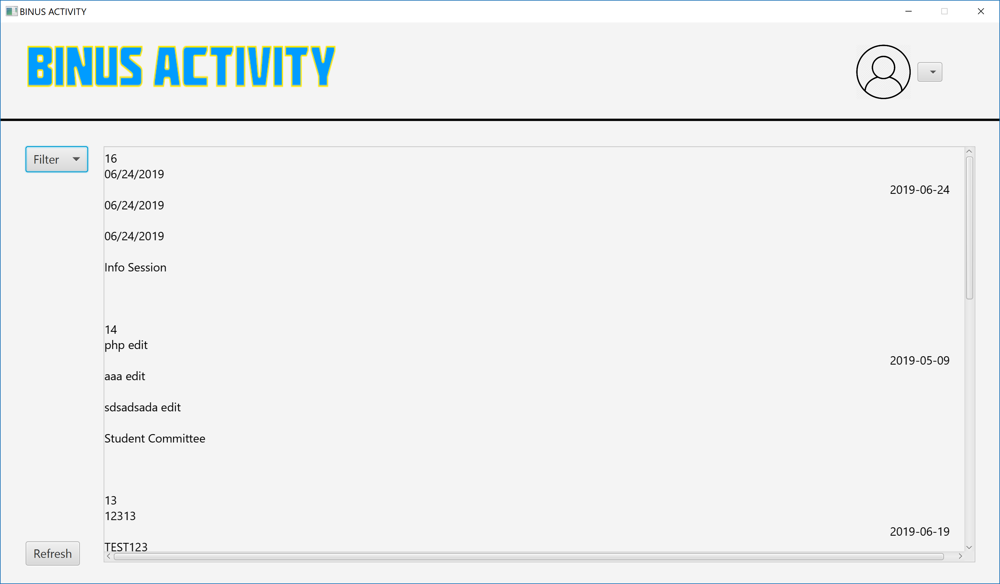 BINUS ACTIVITY
BINUS ACTIVITY
Filter
16
06/24/2019
2019-06-24
06/24/2019
06/24/2019
Info Session
14
php edit
2019-05-09
aaa edit
sdsadsada edit
Student Committee
13
12313
2019-06-19
TEST123
Refresh